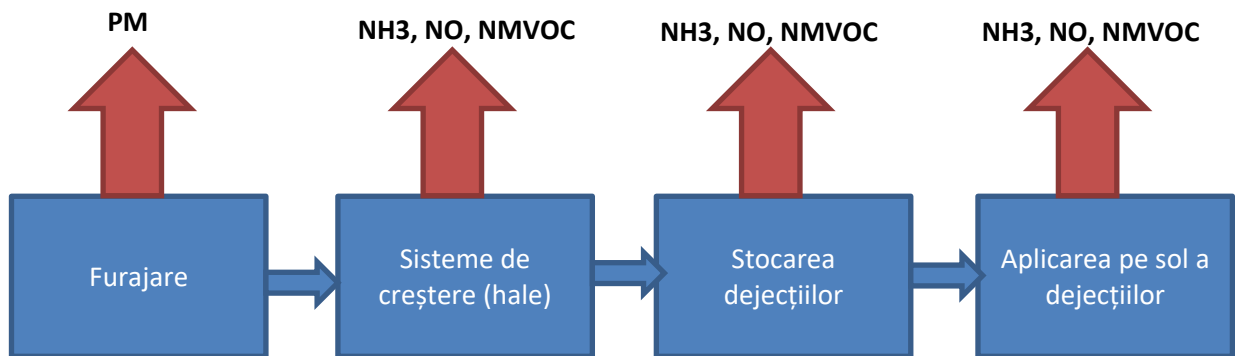 PM
NH3, NO, NMVOC
NH3, NO, NMVOC
NH3, NO, NMVOC
Furajare
Sisteme de
creștere (hale)
Stocarea
dejecțiilor
Aplicarea pe sol a
dejecțiilor